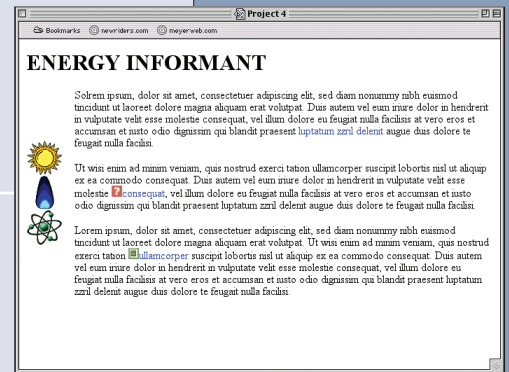 Project 4
Bookmarks newriders.com meyerweb.com
ENERGY INFORMANT
Solrem ipsum, dolor sit amet, consectetuer adipiscing elit, sed diam nonummy nibh euismod
tincidunt ut laoreet dolore magna aliquam erat volutpat. Duis autem vel eum iriure dolor in hendrerit
in vulputate velit esse molestie consequat, vel illum dolore eu feugiat nulla facilisis at vero eros et
accumsan et iusto odio dignissim qui blandit praesent luptatum zzril delenit augue duis dolore te
feugait nulla facilisi.
Ut wisi enim ad minim veniam, quis nostrud exerci tation ullamcorper suscipit lobortis nisl ut aliquip
ex ea commodo consequat. Duis autem vel eum iriure dolor in hendrerit in vulputate velit esse
molestie ?consequat, vel illum dolore eu feugiat nulla facilisis at vero eros et accumsan et iusto
odio dignissim qui blandit praesent luptatum zzril delenit augue duis dolore te feugait nulla facilisi.
Lorem ipsum, dolor sit amet, consectetuer adipiscing elit, sed diam nonummy nibh euismod
tincidunt ut laoreet dolore magna aliquam erat volutpat. Ut wisi enim ad minim veniam, quis nostrud
exerci tation ullamcorper suscipit lobortis nisl ut aliquip ex ea commodo consequat. Duis autem
vel eum iriure dolor in hendrerit in vulputate velit esse molestie consequat, vel illum dolore eu
feugiat nulla facilisis at vero eros et accumsan et iusto odio dignissim qui blandit praesent luptatum
zzril delenit augue duis dolore te feugait nulla facilisi.